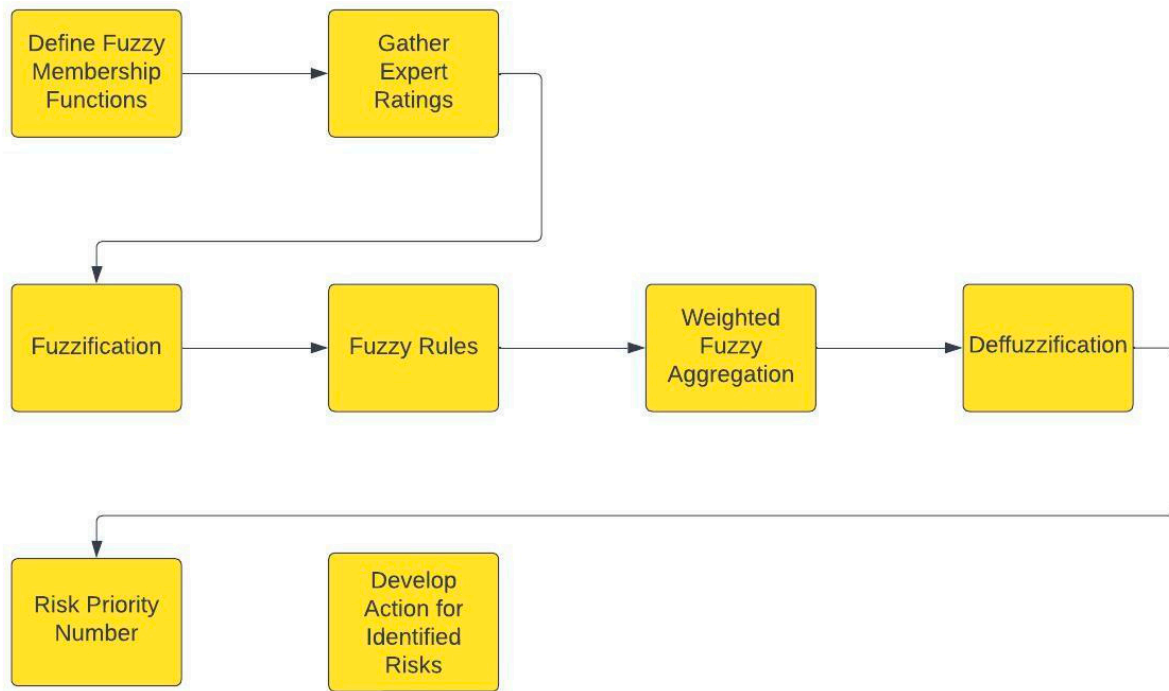 Define Fuzzy
Membership
Functions
Gather
Expert
Ratings
Fuzzification
Fuzzy Rules
Weighted
Fuzzy
Aggregation
Deffuzzification
Risk Priority
Number
Develop
Action for
Identified
Risks